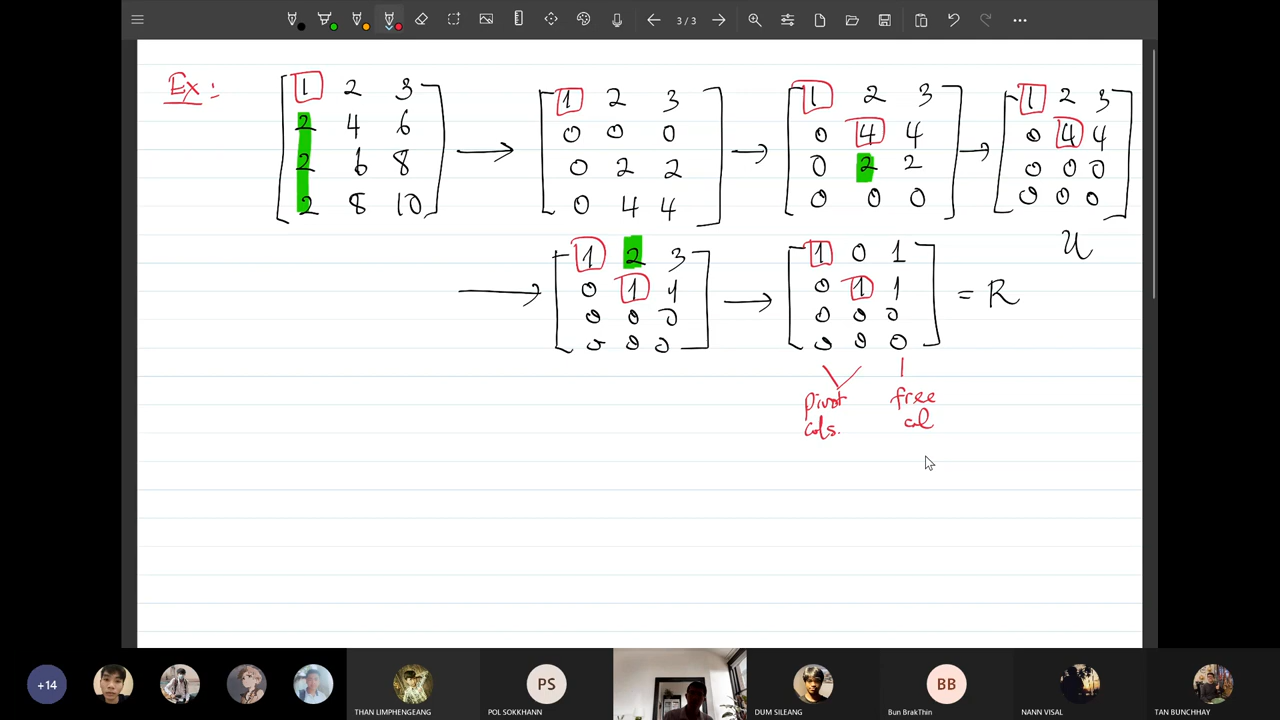 3 / 3
Ex:
1 2 3
2 4 6
2 6 8
2 8 10
1 2 3
0 0 0
0 2 2
0 4 4
1 2 3
0 4 4
0 2 2
0 0 0
1 2 3
0 4 4
0 0 0
0 0 0
U
1 2 3
0 1 1
0 0 0
0 0 0
1 0 1
0 1 1
0 0 0
0 0 0
= R
pivot
cols.
free
col
+14
THAN LIMPHENGEANG
PS
POL SOKKHANN
DUM SILEANG
BB
Bun BrakThin
NANN VISAL
TAN BUNCHHAY